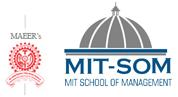 MAEER's
MIT-SOM
MIT SCHOOL OF MANAGEMENT